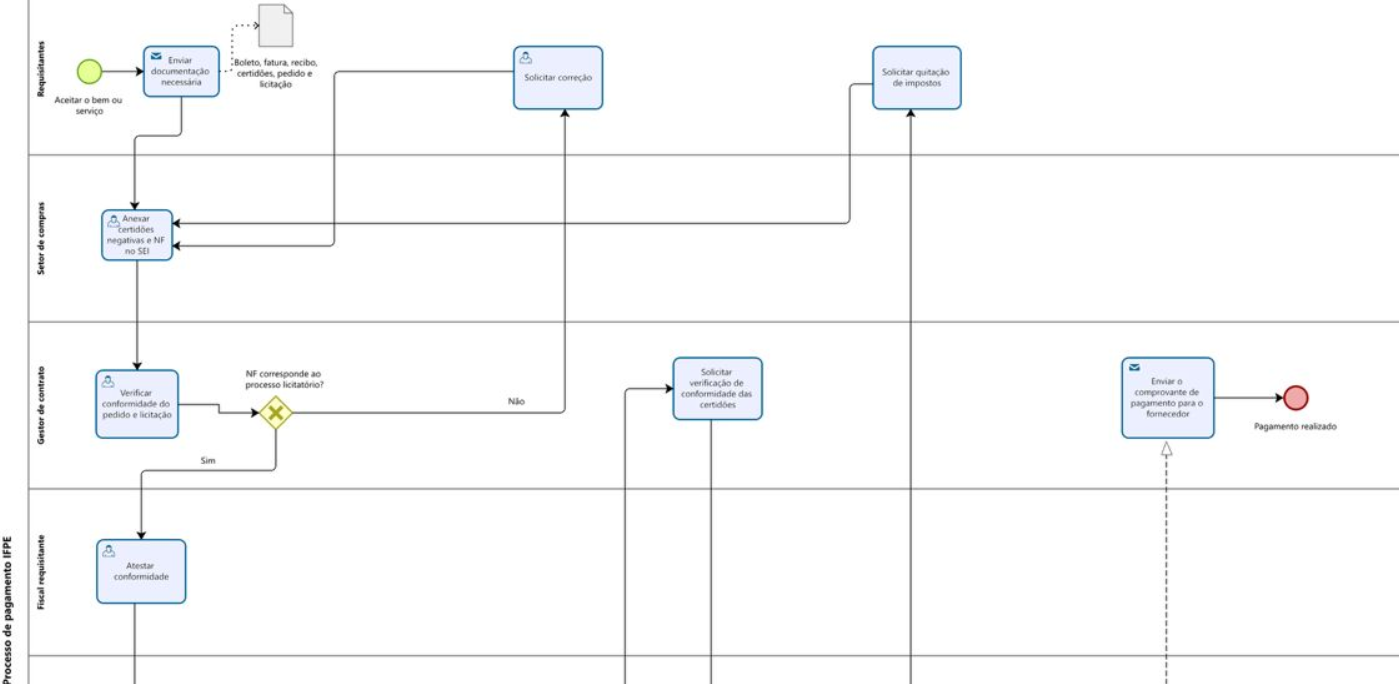 Processo de pagamento IFPE
Requisitantes
Aceitar o bem ou
serviço
Enviar
documentação
necessária
Boleto, fatura, recibo,
certidões, pedido e
licitação
Solicitar correção
Solicitar quitação
de impostos
Setor de compras
Anexar
certidões
negativas e NF
no SEI
Gestor de contrato
Verificar
conformidade do
pedido e licitação
NF corresponde ao
processo licitatório?
Não
Sim
Solicitar
verificação de
conformidade das
certidões
Enviar o
comprovante de
pagamento para o
fornecedor
Pagamento realizado
Fiscal requisitante
Atestar
conformidade